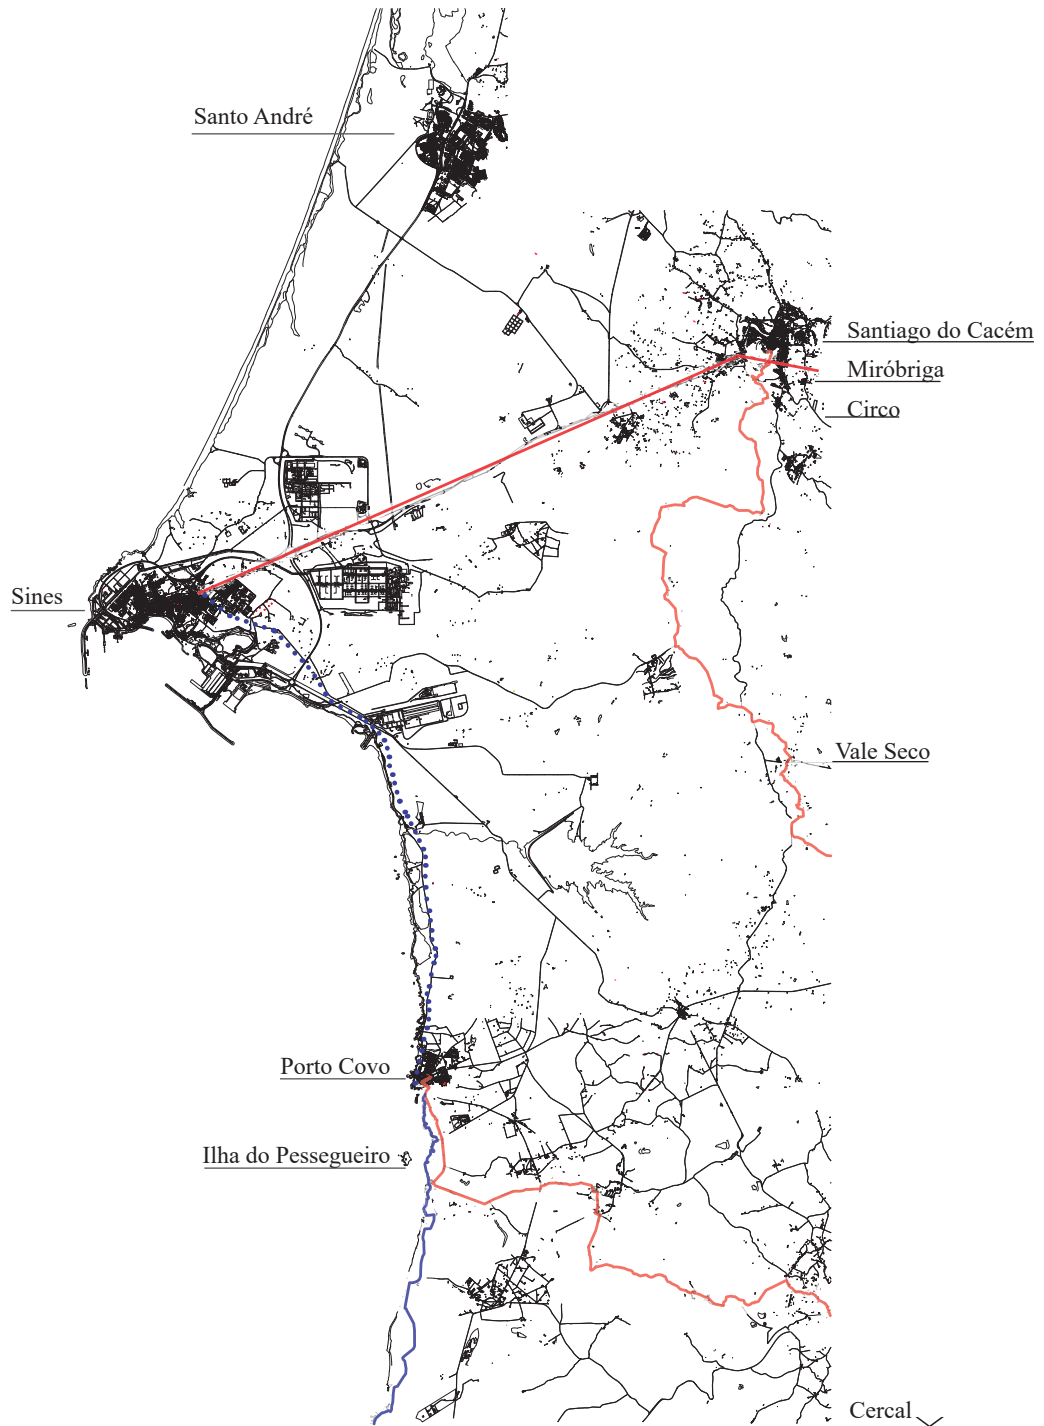 Santo André
Santiago do Cacém
Miróbriga
Circo
Sines
Vale Seco
Porto Covo
Ilha do Pessegueiro
Cercal